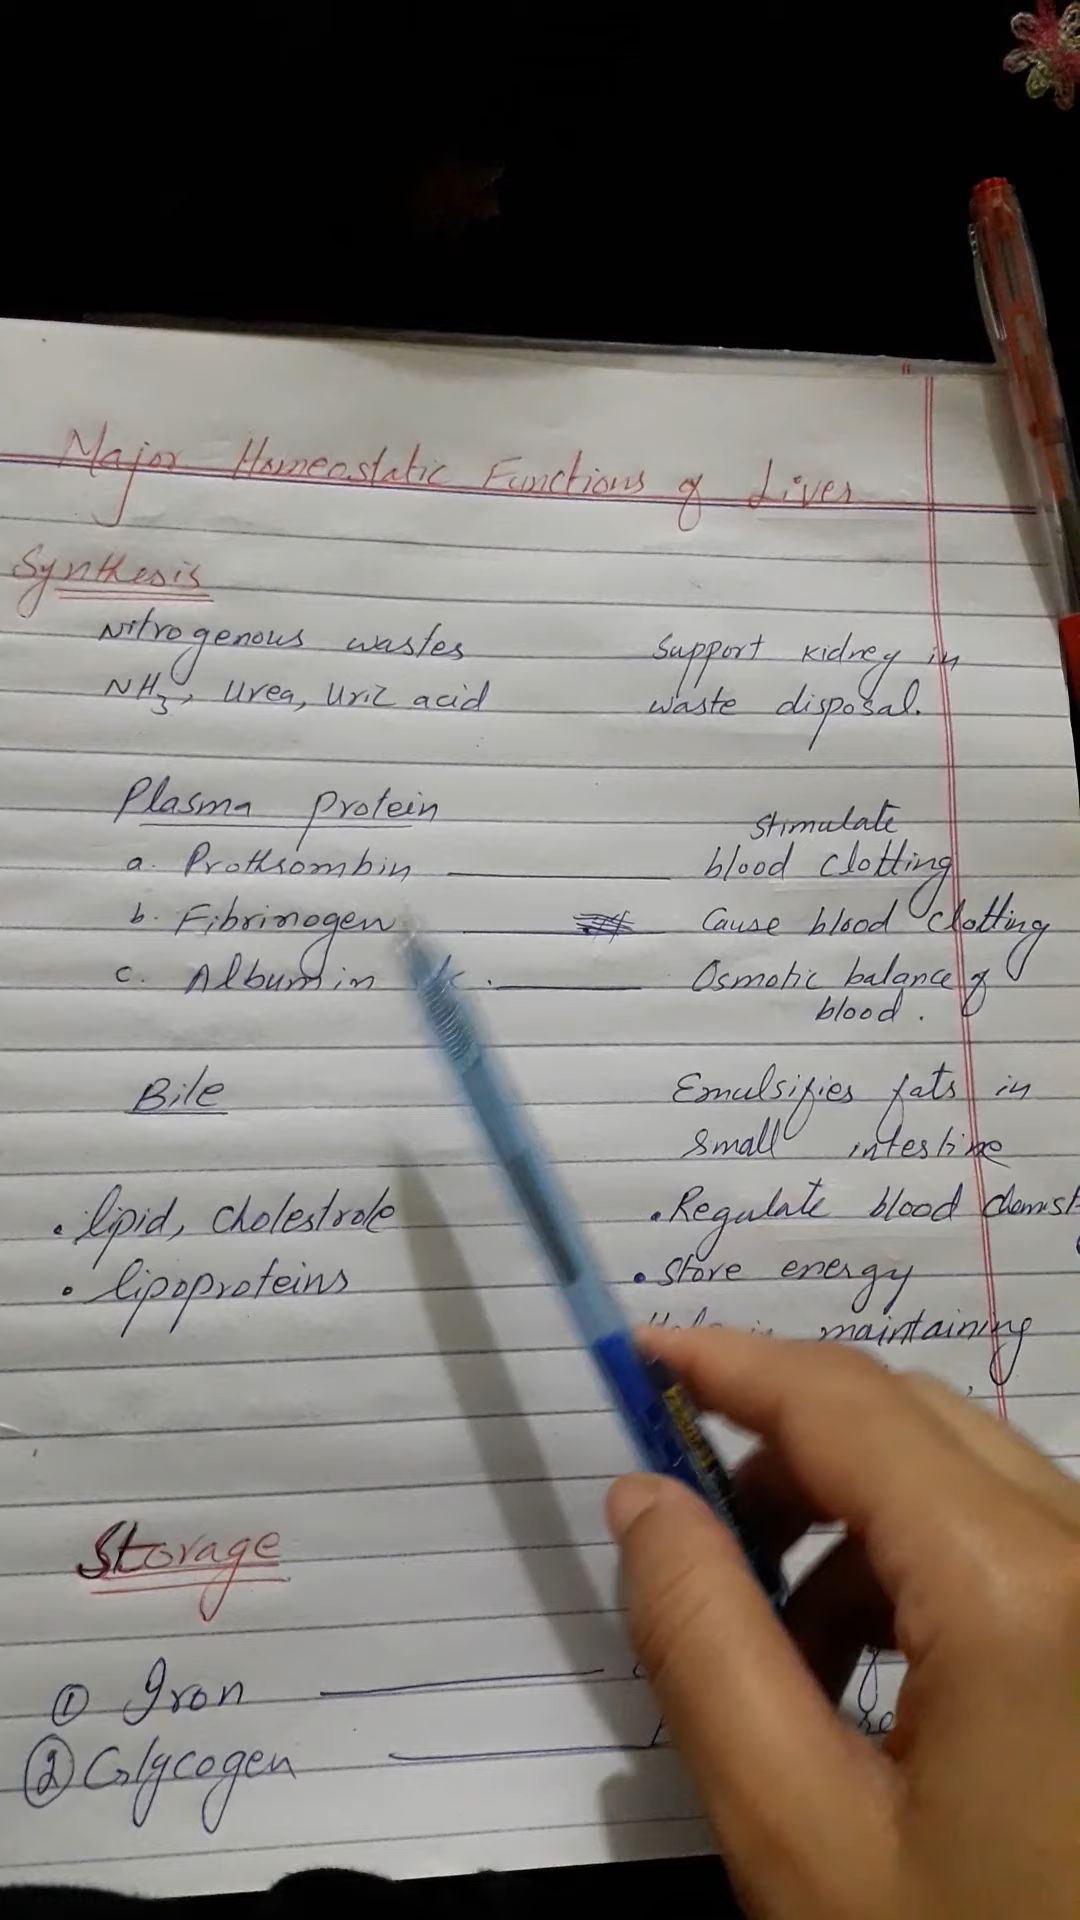 Major Homeostatic Functions of Liver
Synthesis
Nitrogenous wastes Support kidney in
NH3, Urea, Uric acid waste disposal.
Plasma protein
Stimulate
a. Prothrombin blood clotting
b. Fibrinogen Cause blood clotting
c. Albumin Osmotic balance of
blood.
Bile Emulsifies fats in
small intestine
• lipid, cholestrole • Regulate blood
• lipoproteins • Store energy
maintaining
Storage
① Iron
② Glycogen